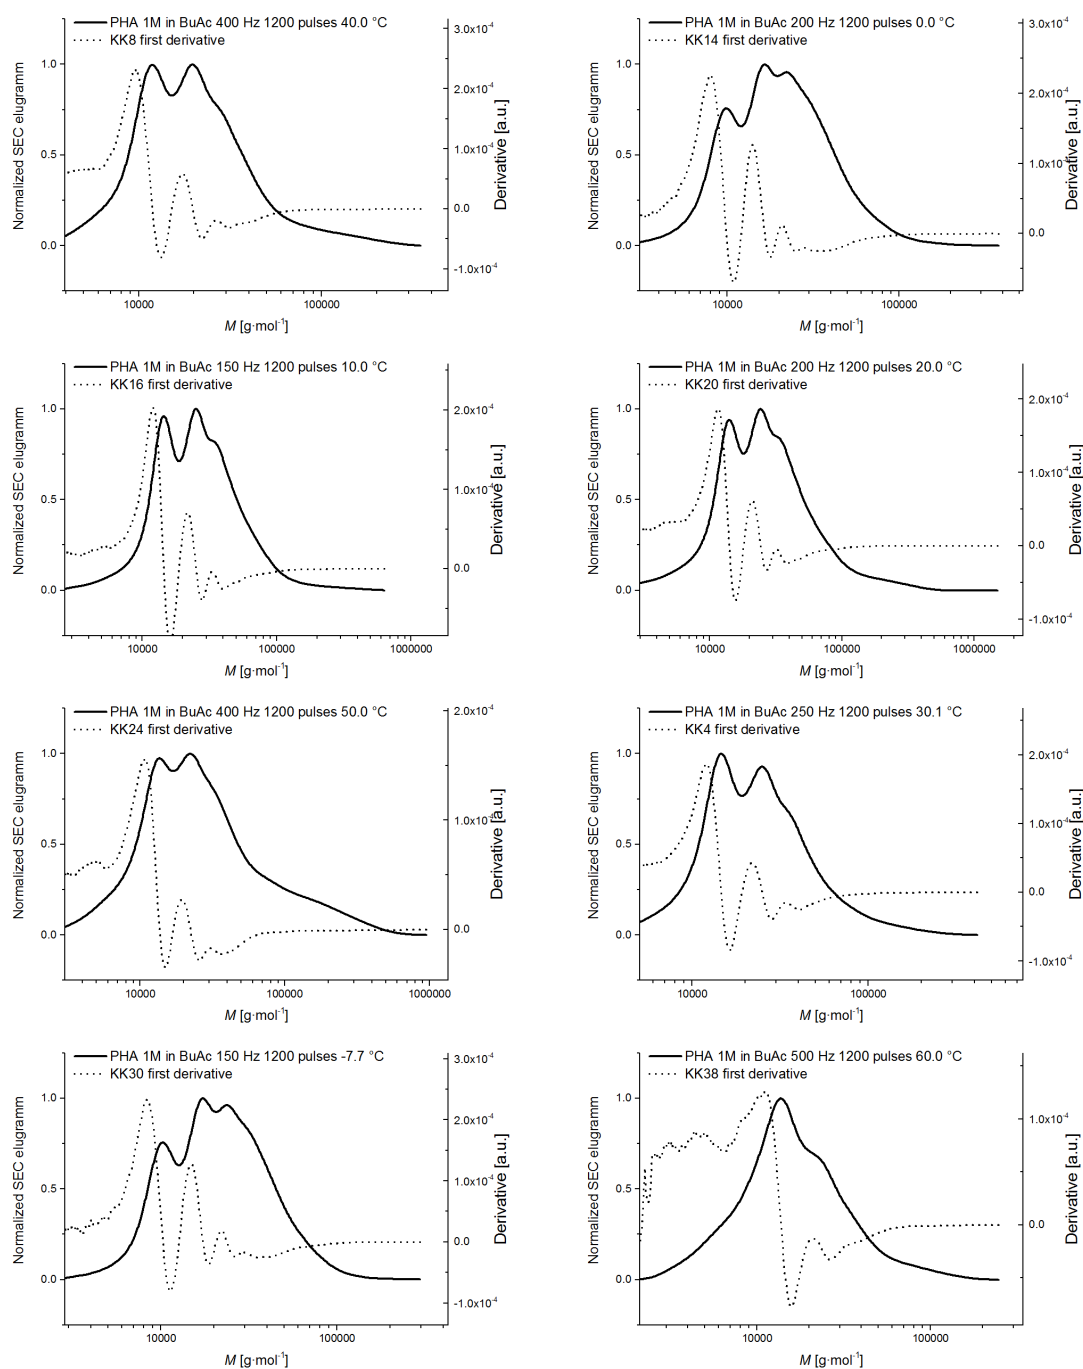 PHA 1M in BuAc 400 Hz 1200 pulses 40.0 °C
KK8 first derivative
Normalized SEC elugramm
1.0
0.5
0.0
3.0x10⁻⁴
2.0x10⁻⁴
1.0x10⁻⁴
0.0
-1.0x10⁻⁴
Derivative [a.u.]
10000 100000
M [g·mol⁻¹]
PHA 1M in BuAc 200 Hz 1200 pulses 0.0 °C
KK14 first derivative
Normalized SEC elugramm
1.0
0.5
0.0
3.0x10⁻⁴
2.0x10⁻⁴
1.0x10⁻⁴
0.0
Derivative [a.u.]
10000 100000
M [g·mol⁻¹]
PHA 1M in BuAc 150 Hz 1200 pulses 10.0 °C
KK16 first derivative
Normalized SEC elugramm
1.0
0.5
0.0
2.0x10⁻⁴
1.0x10⁻⁴
0.0
Derivative [a.u.]
10000 100000 1000000
M [g·mol⁻¹]
PHA 1M in BuAc 200 Hz 1200 pulses 20.0 °C
KK20 first derivative
Normalized SEC elugramm
1.0
0.5
0.0
2.0x10⁻⁴
1.0x10⁻⁴
0.0
-1.0x10⁻⁴
Derivative [a.u.]
10000 100000 1000000
M [g·mol⁻¹]
PHA 1M in BuAc 400 Hz 1200 pulses 50.0 °C
KK24 first derivative
Normalized SEC elugramm
1.0
0.5
0.0
2.0x10⁻⁴
1.0x10⁻⁴
0.0
Derivative [a.u.]
10000 100000 1000000
M [g·mol⁻¹]
PHA 1M in BuAc 250 Hz 1200 pulses 30.1 °C
KK4 first derivative
Normalized SEC elugramm
1.0
0.5
0.0
2.0x10⁻⁴
1.0x10⁻⁴
0.0
-1.0x10⁻⁴
Derivative [a.u.]
10000 100000
M [g·mol⁻¹]
PHA 1M in BuAc 150 Hz 1200 pulses -7.7 °C
KK30 first derivative
Normalized SEC elugramm
1.0
0.5
0.0
3.0x10⁻⁴
2.0x10⁻⁴
1.0x10⁻⁴
0.0
-1.0x10⁻⁴
Derivative [a.u.]
10000 100000
M [g·mol⁻¹]
PHA 1M in BuAc 500 Hz 1200 pulses 60.0 °C
KK38 first derivative
Normalized SEC elugramm
1.0
0.5
0.0
1.0x10⁻⁴
0.0
Derivative [a.u.]
10000 100000
M [g·mol⁻¹]